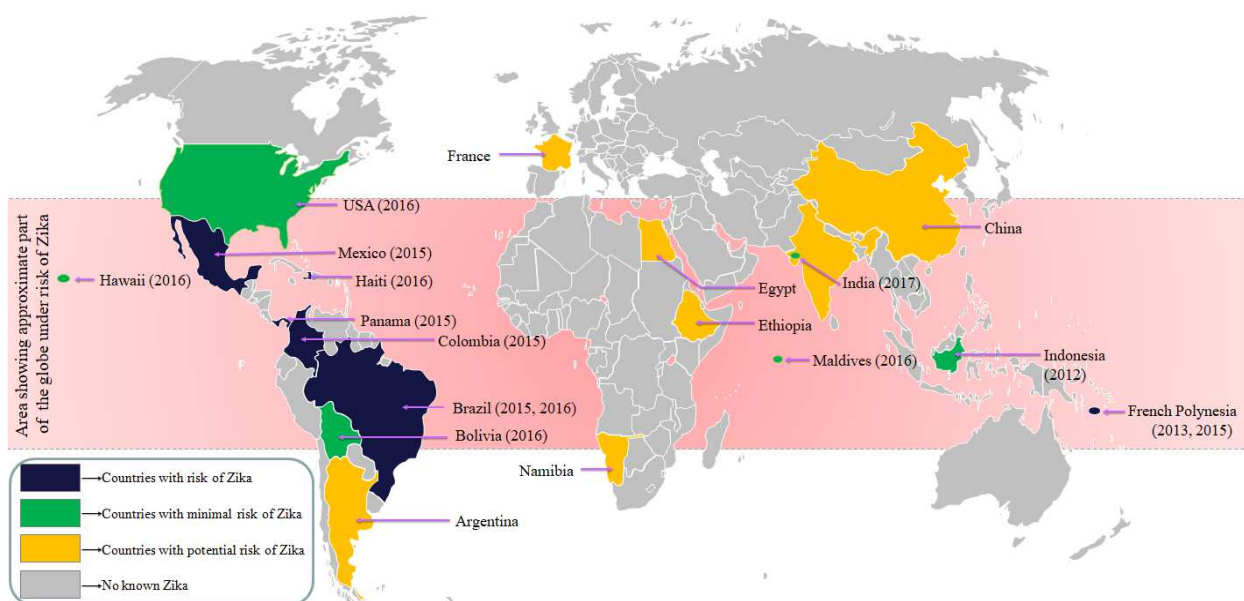 Area showing approximate part
of the globe under risk of Zika
France
USA (2016)
China
Mexico (2015)
Hawaii (2016)
Haiti (2016)
Egypt
India (2017)
Panama (2015)
Ethiopia
Colombia (2015)
Maldives (2016)
Indonesia
(2012)
Brazil (2015, 2016)
French Polynesia
(2013, 2015)
Bolivia (2016)
Namibia
Argentina
Countries with risk of Zika
Countries with minimal risk of Zika
Countries with potential risk of Zika
No known Zika